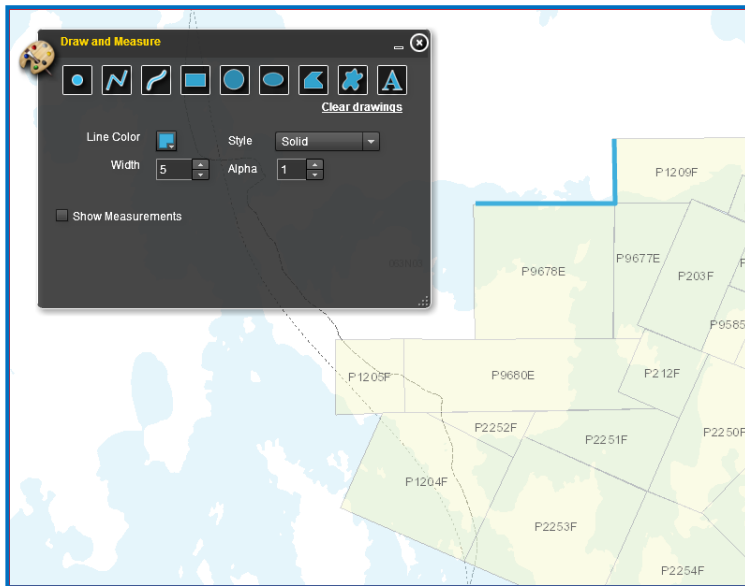 Draw and Measure
A
Clear drawings
Line Color
Style
Solid
Width
5
Alpha
1
Show Measurements
P1209F
P9677E
P9678E
P203F
P9585
P1205F
P9680E
P212F
P2252F
P2251F
P2250F
P1204F
P2253F
P2254F